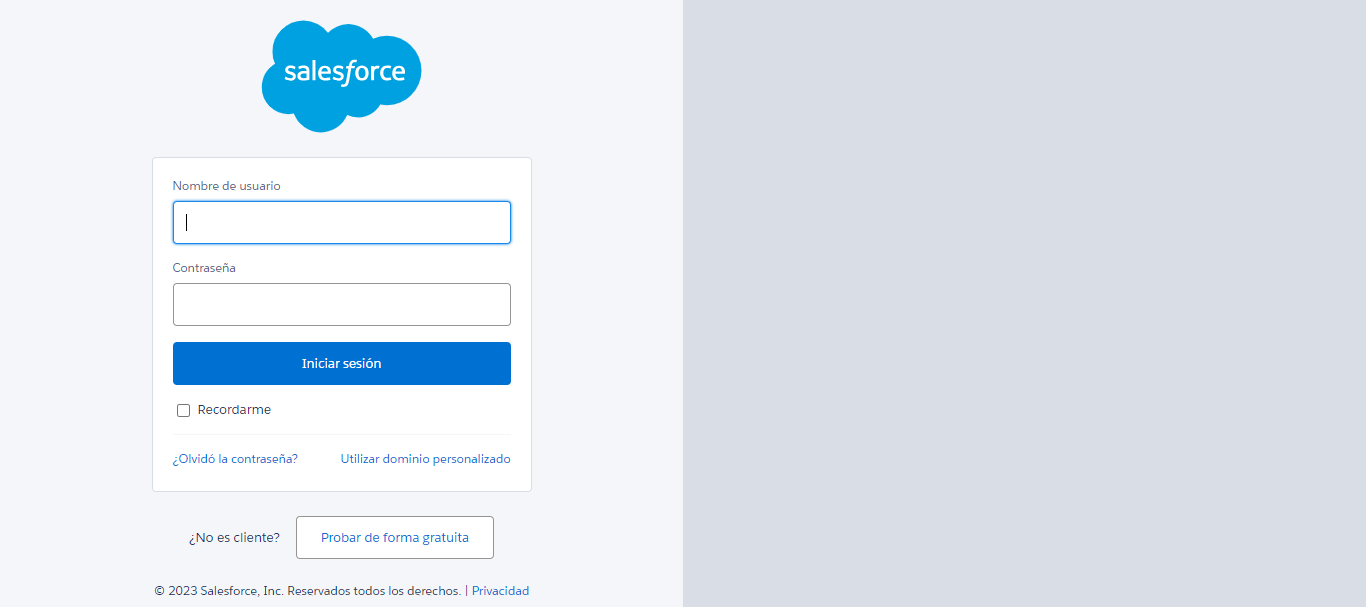 salesforce
Nombre de usuario
Contraseña
Iniciar sesión
Recordarme
¿Olvidó la contraseña? Utilizar dominio personalizado
¿No es cliente? Probar de forma gratuita
© 2023 Salesforce, Inc. Reservados todos los derechos. | Privacidad